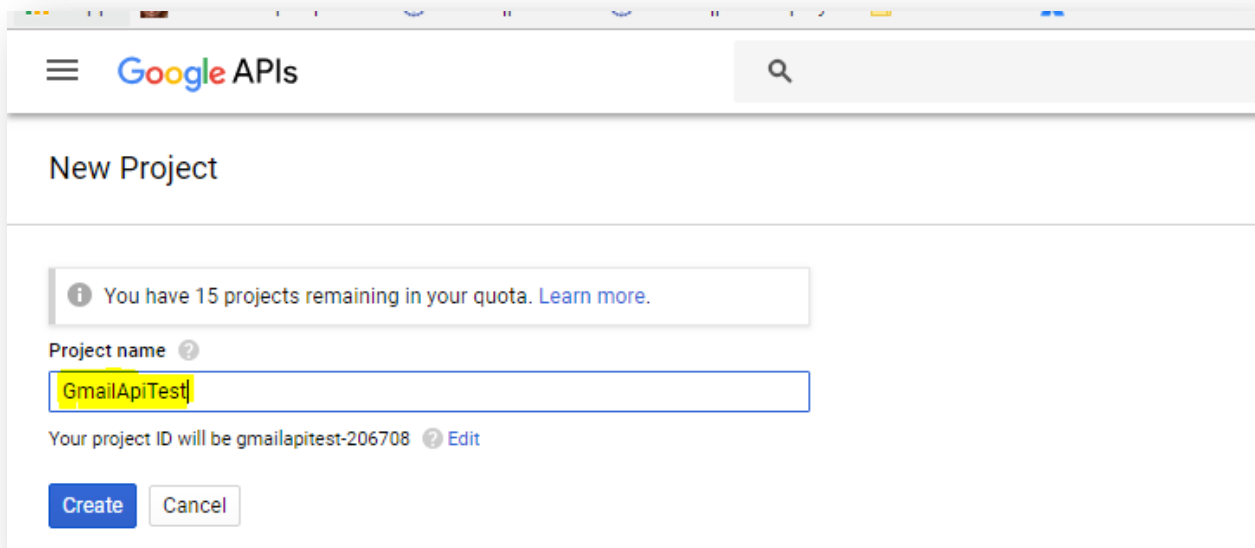 Google APIs
New Project
You have 15 projects remaining in your quota. Learn more.
Project name
GmailApiTest
Your project ID will be gmailapitest-206708 Edit
Create Cancel